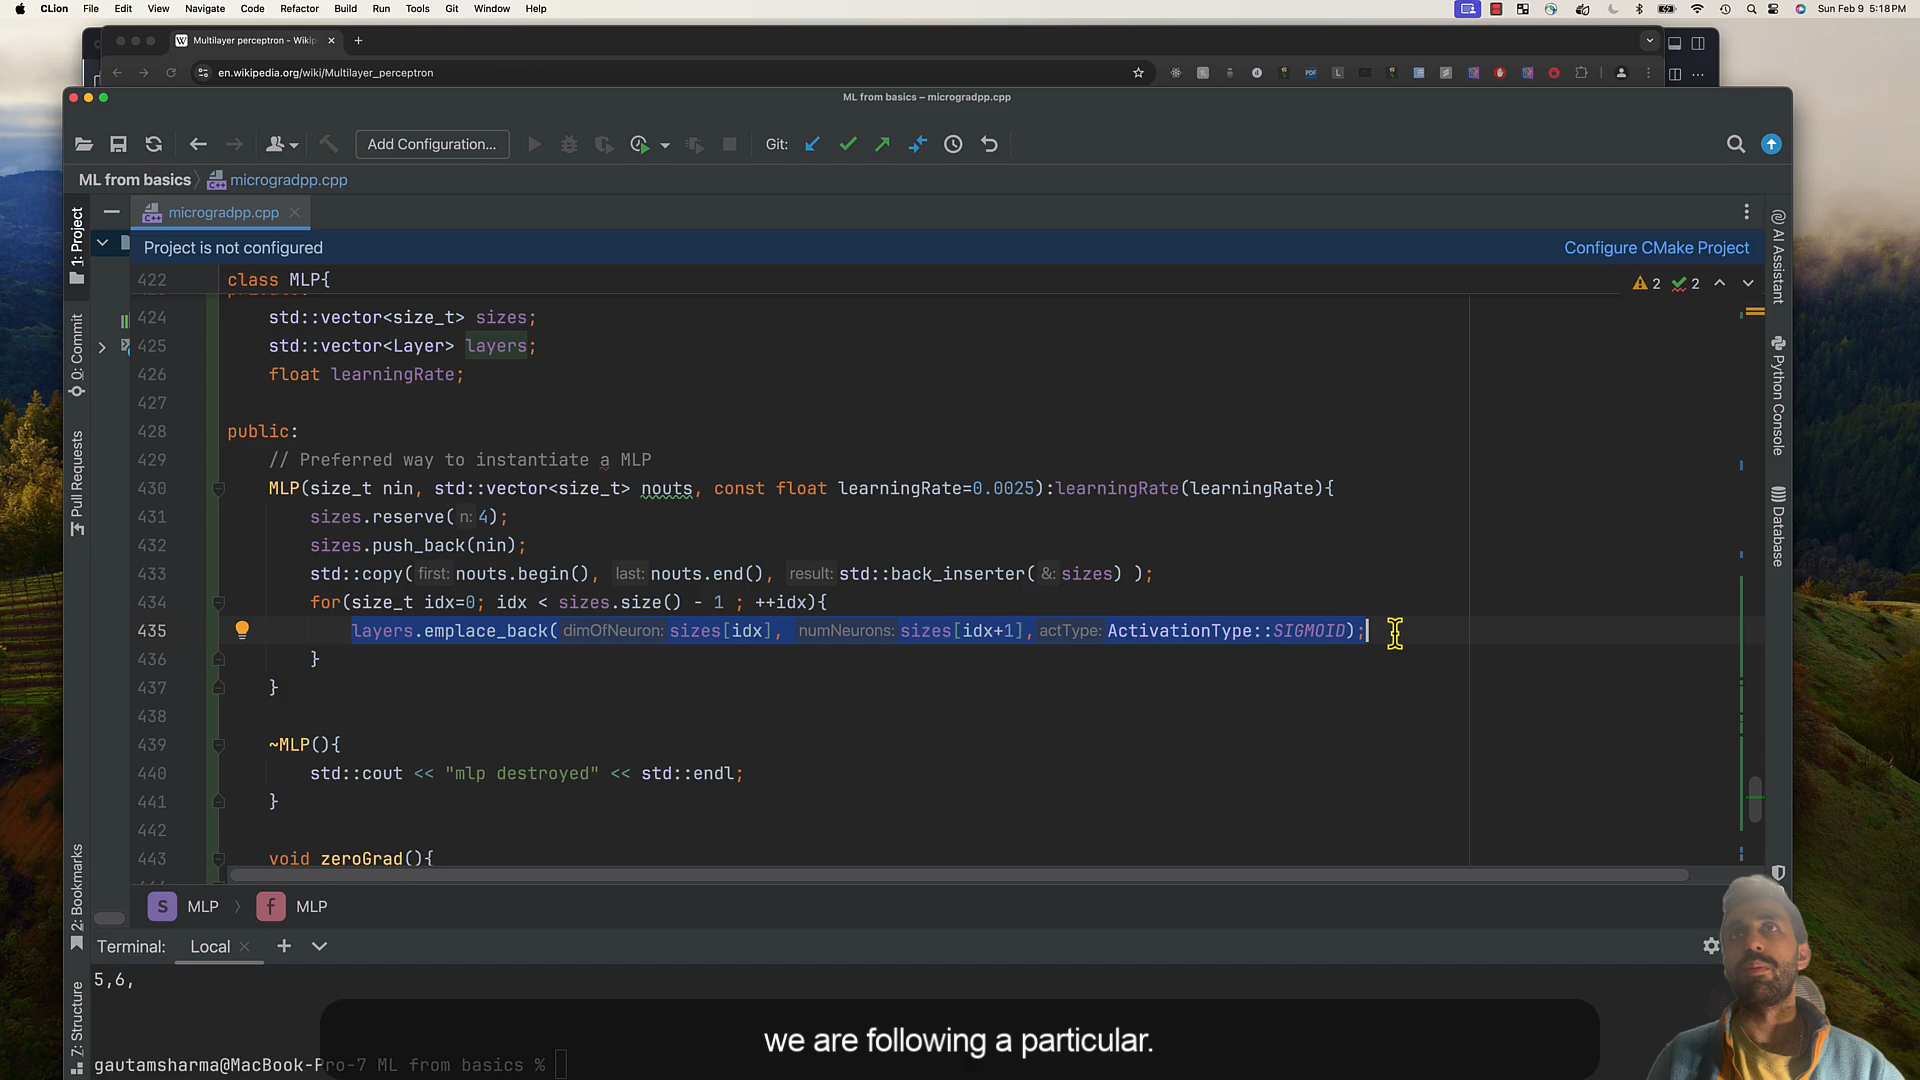 CLion File Edit View Navigate Code Refactor Build Run Tools Git Window Help Sun Feb 9 5:18 PM
Multilayer perceptron - Wikip
en.wikipedia.org/wiki/Multilayer_perceptron
ML from basics – microgradpp.cpp
Add Configuration... Git:
ML from basics microgradpp.cpp
microgradpp.cpp
Project is not configured Configure CMake Project
422 class MLP{ 2 2
424 std::vector<size_t> sizes;
425 std::vector<Layer> layers;
426 float learningRate;
427
428 public:
429 // Preferred way to instantiate a MLP
430 MLP(size_t nin, std::vector<size_t> nouts, const float learningRate=0.0025):learningRate(learningRate){
431 sizes.reserve( n: 4);
432 sizes.push_back(nin);
433 std::copy( first: nouts.begin(), last: nouts.end(), result: std::back_inserter( &: sizes) );
434 for(size_t idx=0; idx < sizes.size() - 1 ; ++idx){
435 layers.emplace_back( dimOfNeuron: sizes[idx], numNeurons: sizes[idx+1], actType: ActivationType::SIGMOID);
436 }
437 }
438
439 ~MLP(){
440 std::cout << "mlp destroyed" << std::endl;
441 }
442
443 void zeroGrad(){
MLP MLP
Terminal: Local
5,6,
gautamsharma@MacBook-Pro-7 ML from basics %
we are following a particular.
1: Project
0: Commit
Pull Requests
2: Bookmarks
Z: Structure
AI Assistant
Python Console
Database